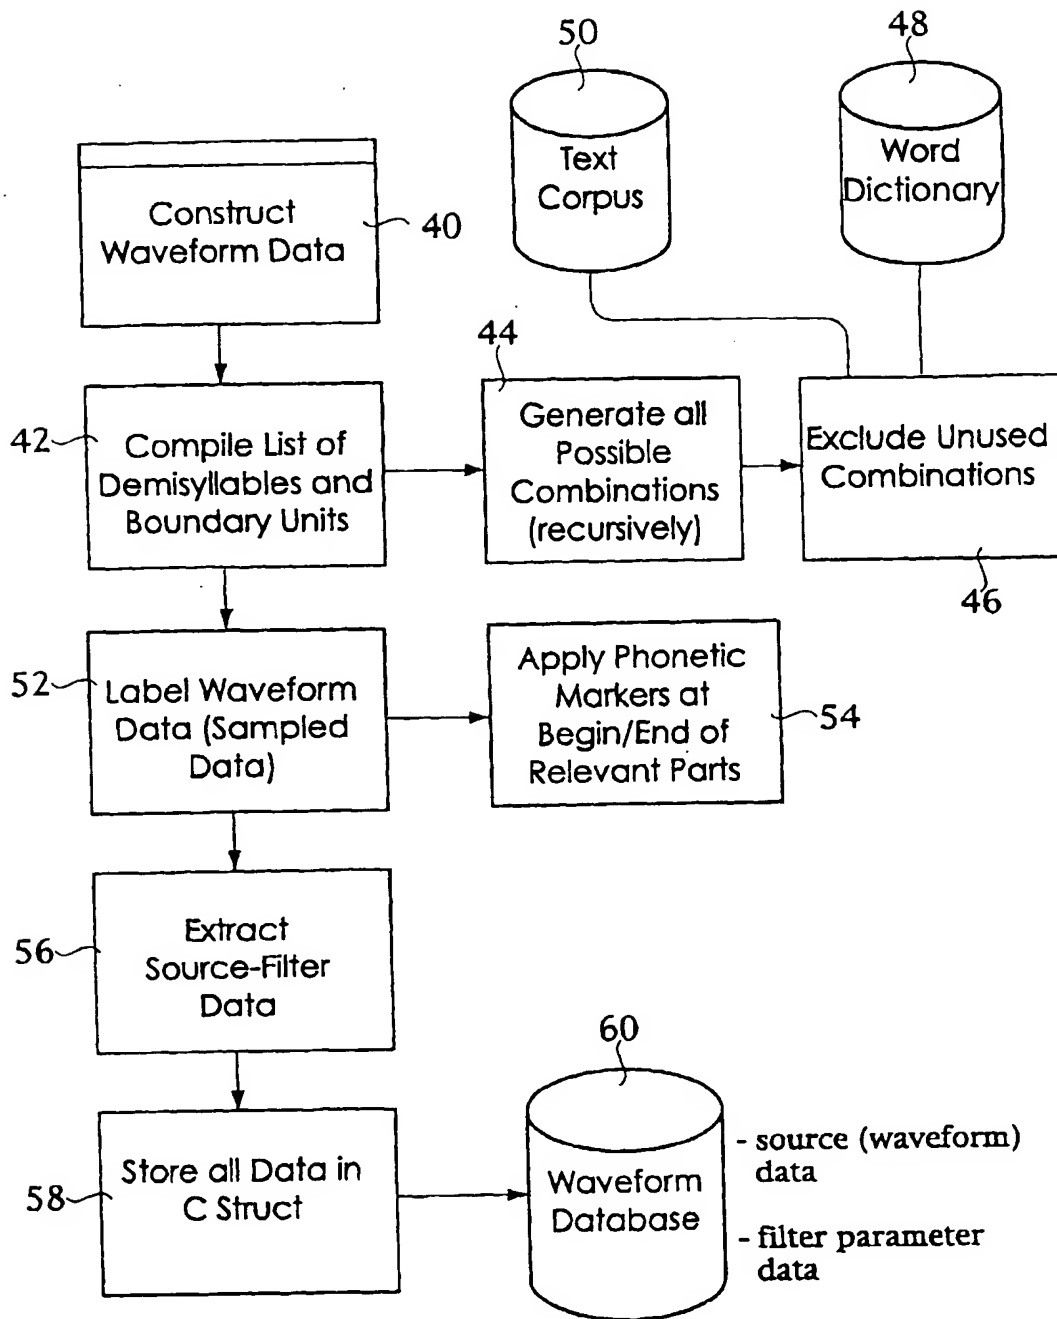 50
48
Text
Corpus
Word
Dictionary
Construct
Waveform Data
40
44
42
Compile List of
Demisyllables and
Boundary Units
Generate all
Possible
Combinations
(recursively)
Exclude Unused
Combinations
46
52
Label Waveform
Data (Sampled
Data)
Apply Phonetic
Markers at
Begin/End of
Relevant Parts
54
56
Extract
Source-Filter
Data
60
58
Store all Data in
C Struct
Waveform
Database
- source (waveform)
data
- filter parameter
data